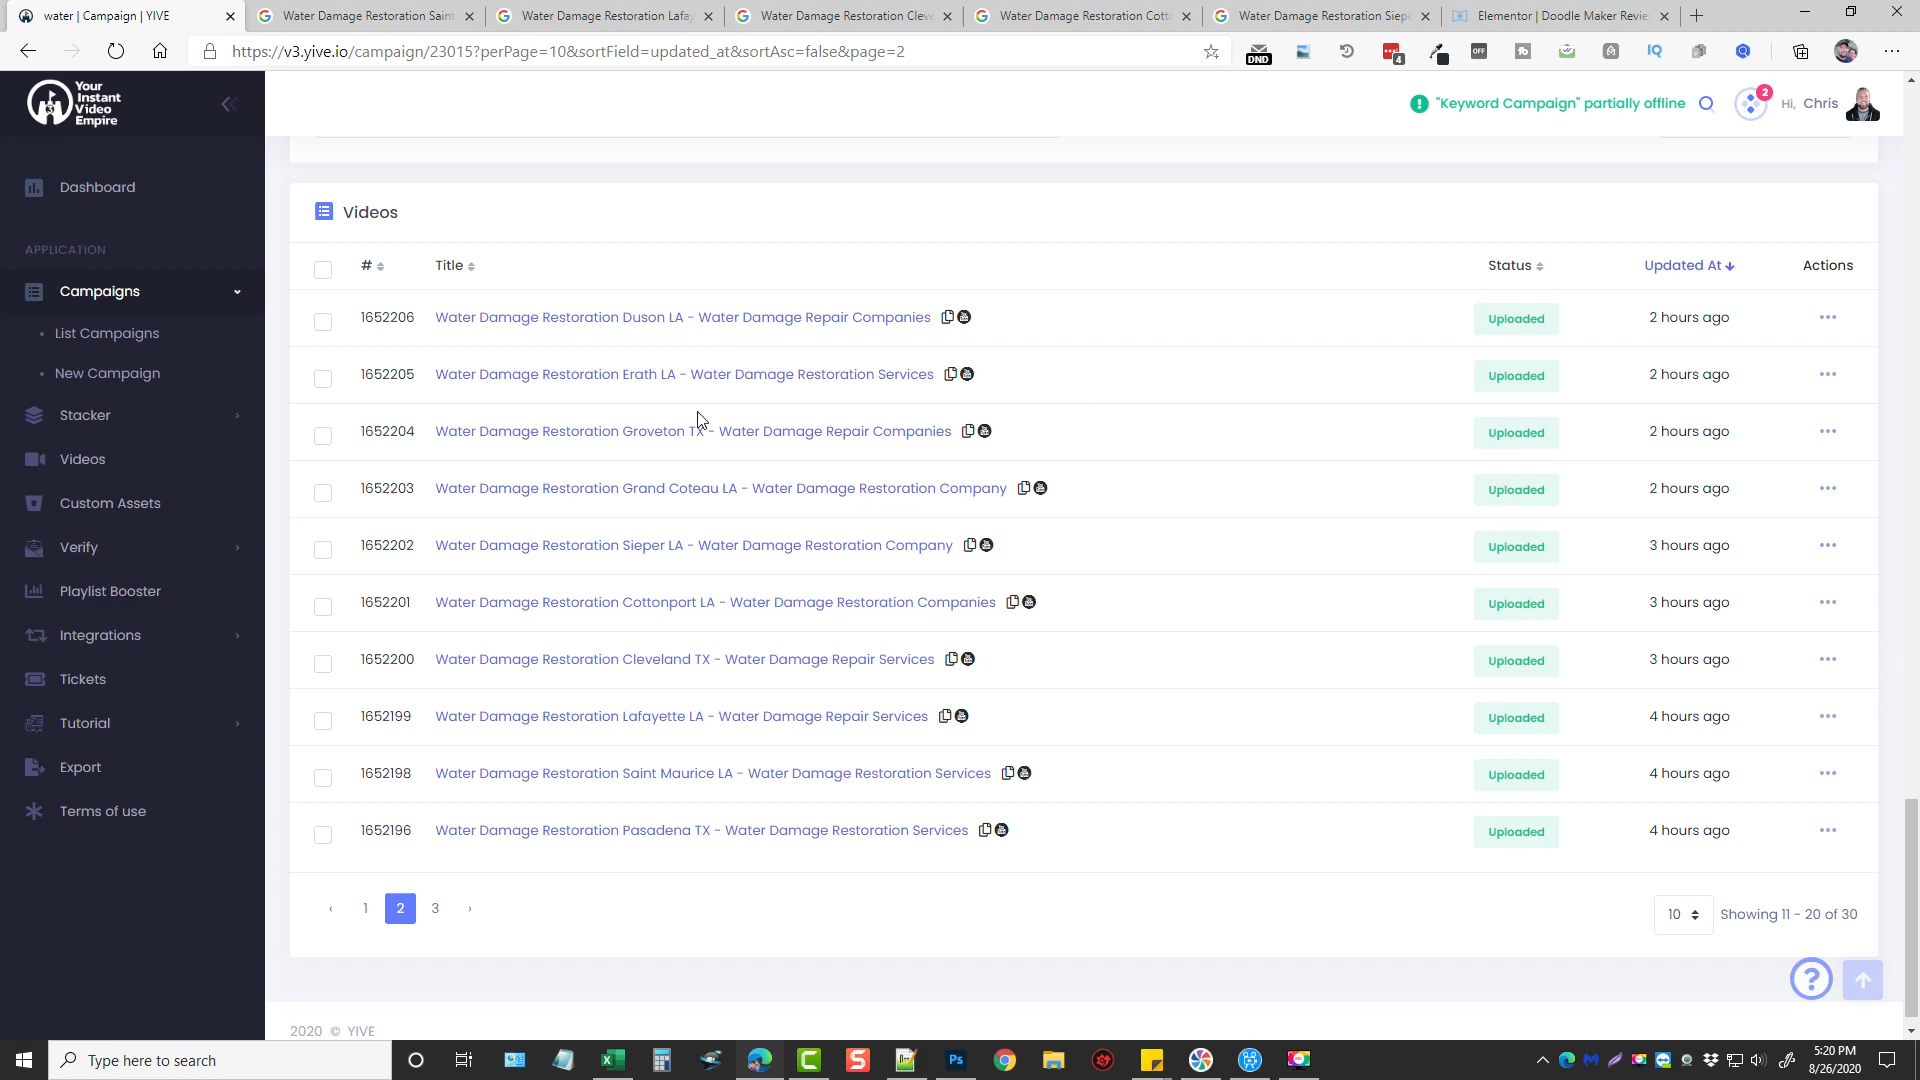 water | Campaign | YIVE
Water Damage Restoration Saint
Water Damage Restoration Lafay
Water Damage Restoration Cleve
Water Damage Restoration Cotto
Water Damage Restoration Siepe
Elementor | Doodle Maker Revie
https://v3.yive.io/campaign/23015?perPage=10&sortField=updated_at&sortAsc=false&page=2
DND
4
OFF
IQ
Your
Instant
Video
Empire
"Keyword Campaign" partially offline
2
Hi, Chris
Dashboard
APPLICATION
Campaigns
List Campaigns
New Campaign
Stacker
Videos
Custom Assets
Verify
Playlist Booster
Integrations
Tickets
Tutorial
Export
Terms of use
Videos
# Title Status Updated At Actions
1652206 Water Damage Restoration Duson LA - Water Damage Repair Companies Uploaded 2 hours ago
1652205 Water Damage Restoration Erath LA - Water Damage Restoration Services Uploaded 2 hours ago
1652204 Water Damage Restoration Groveton TX - Water Damage Repair Companies Uploaded 2 hours ago
1652203 Water Damage Restoration Grand Coteau LA - Water Damage Restoration Company Uploaded 2 hours ago
1652202 Water Damage Restoration Sieper LA - Water Damage Restoration Company Uploaded 3 hours ago
1652201 Water Damage Restoration Cottonport LA - Water Damage Restoration Companies Uploaded 3 hours ago
1652200 Water Damage Restoration Cleveland TX - Water Damage Repair Services Uploaded 3 hours ago
1652199 Water Damage Restoration Lafayette LA - Water Damage Repair Services Uploaded 4 hours ago
1652198 Water Damage Restoration Saint Maurice LA - Water Damage Restoration Services Uploaded 4 hours ago
1652196 Water Damage Restoration Pasadena TX - Water Damage Restoration Services Uploaded 4 hours ago
‹ 1 2 3 ›
10 Showing 11 - 20 of 30
?
2020 © YIVE
Type here to search
Ps
5:20 PM
8/26/2020